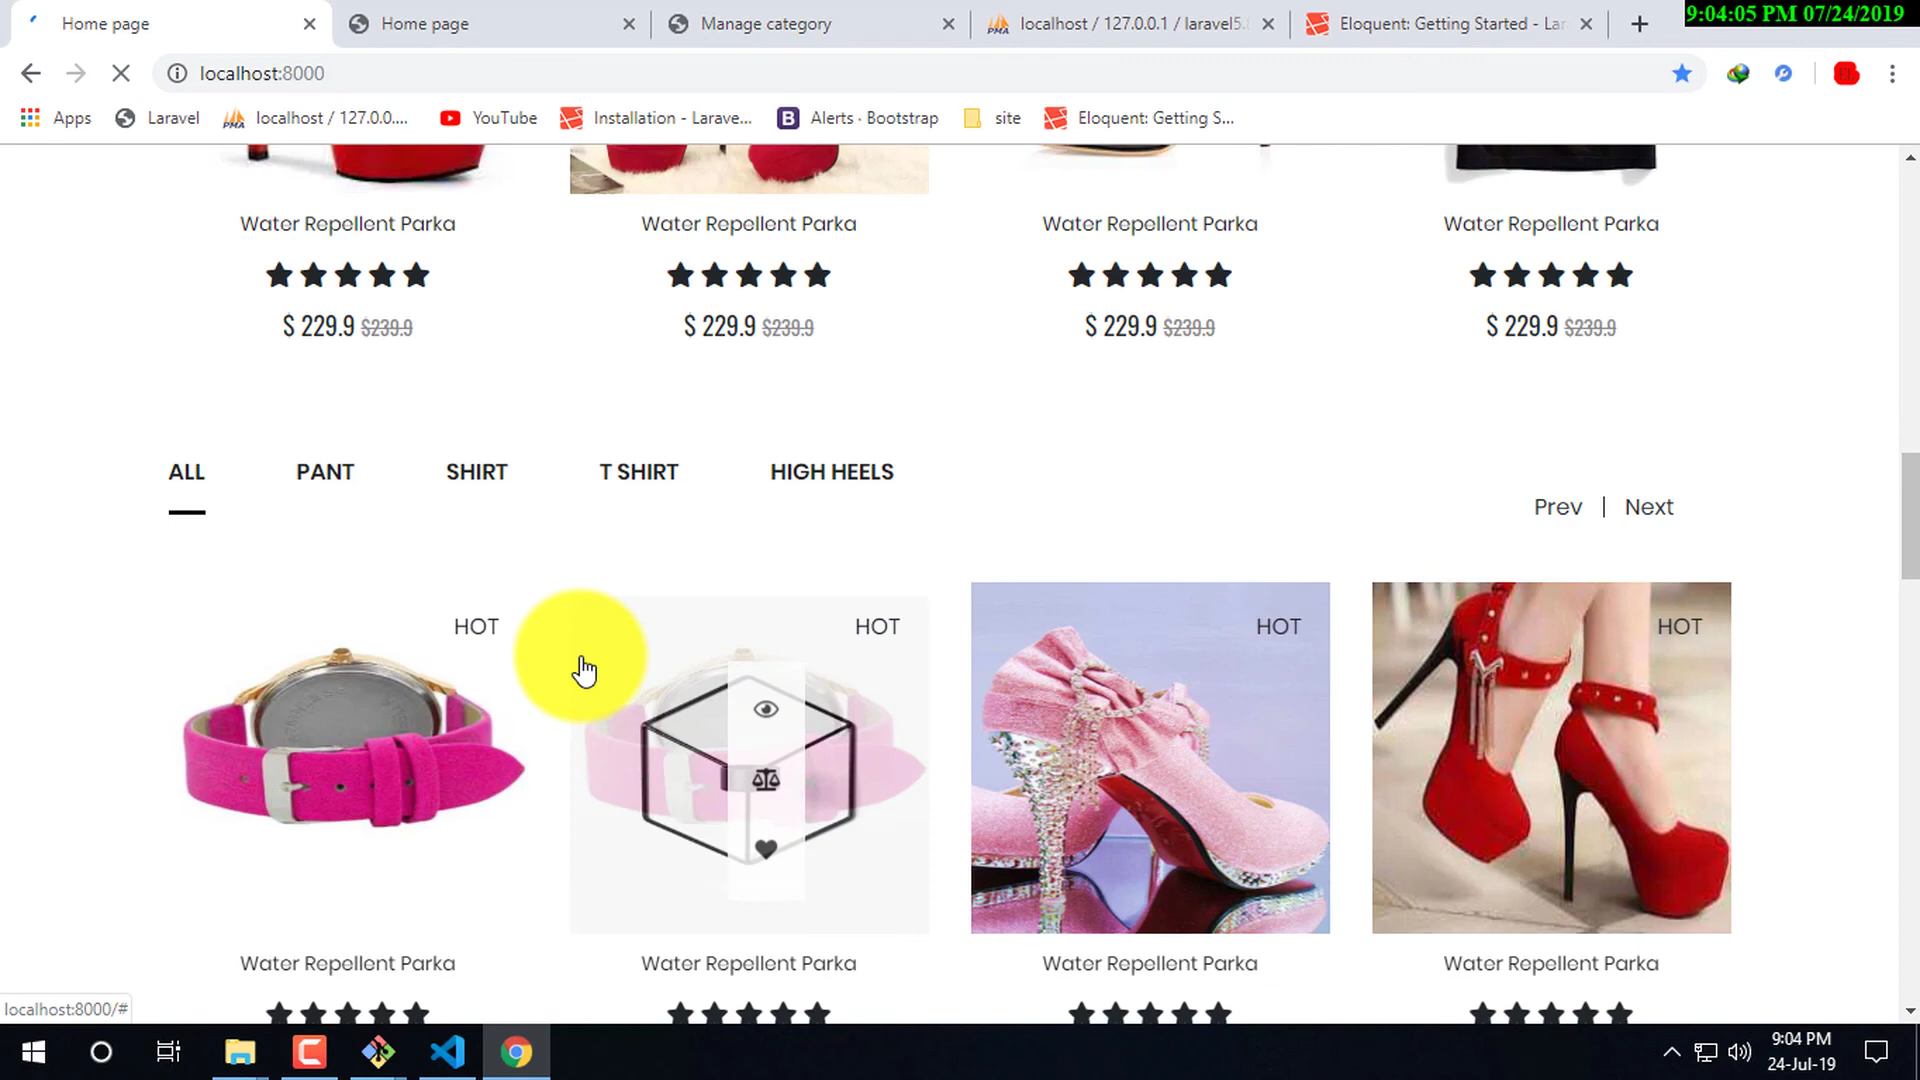 Home page
Home page
Manage category
localhost / 127.0.0.1 / laravel5.
Eloquent: Getting Started - La
9:04:05 PM 07/24/2019
localhost:8000
Apps
Laravel
localhost / 127.0.0....
YouTube
Installation - Larave...
B
Alerts · Bootstrap
site
Eloquent: Getting S...
Water Repellent Parka
Water Repellent Parka
Water Repellent Parka
Water Repellent Parka
$ 229.9 $239.9
$ 229.9 $239.9
$ 229.9 $239.9
$ 229.9 $239.9
ALL
PANT
SHIRT
T SHIRT
HIGH HEELS
Prev | Next
HOT
HOT
HOT
HOT
Water Repellent Parka
Water Repellent Parka
Water Repellent Parka
Water Repellent Parka
localhost:8000/#
9:04 PM
24-Jul-19